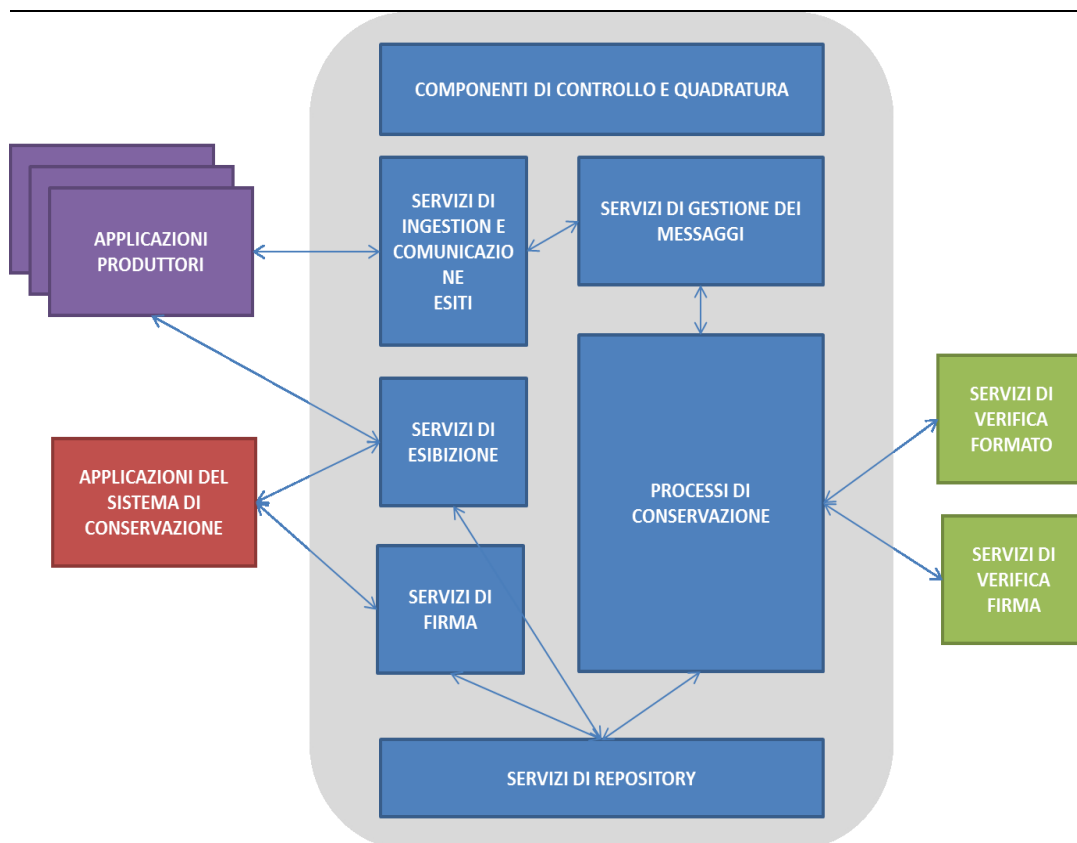 COMPONENTI DI CONTROLLO E QUADRATURA
APPLICAZIONI
PRODUTTORI
SERVIZI DI
INGESTION E
COMUNICAZIO
NE
ESITI
SERVIZI DI GESTIONE DEI
MESSAGGI
SERVIZI DI
ESIBIZIONE
APPLICAZIONI DEL
SISTEMA DI
CONSERVAZIONE
PROCESSI DI
CONSERVAZIONE
SERVIZI DI
VERIFICA
FORMATO
SERVIZI DI
FIRMA
SERVIZI DI
VERIFICA
FIRMA
SERVIZI DI REPOSITORY